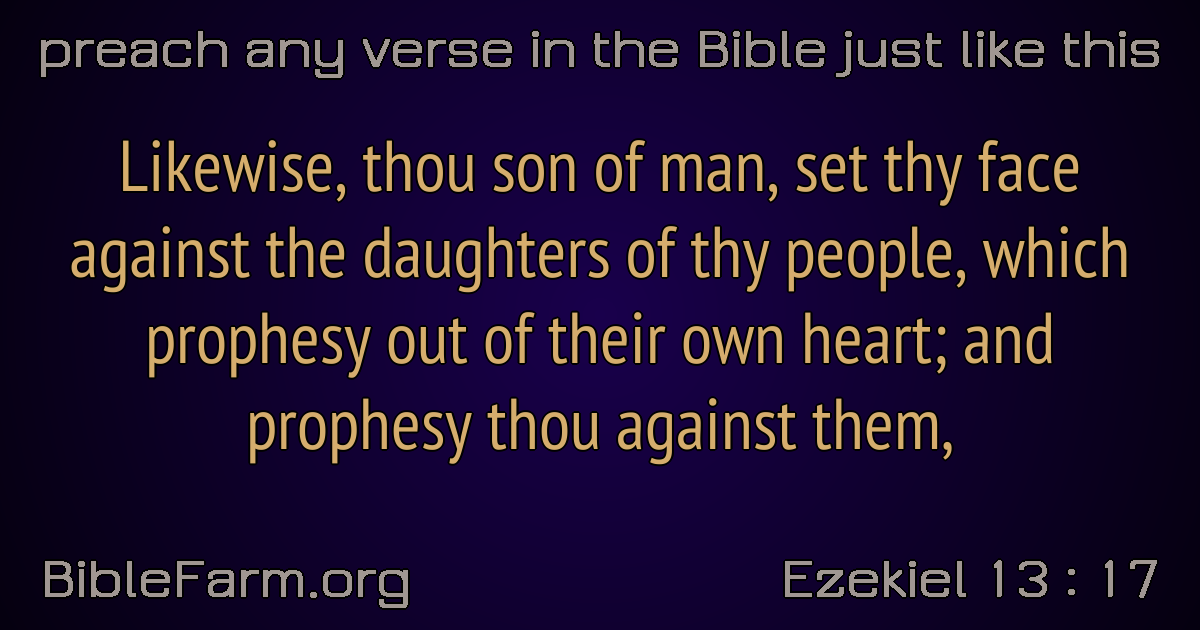 preach any verse in the Bible just like this
Likewise, thou son of man, set thy face
against the daughters of thy people, which
prophesy out of their own heart; and
prophesy thou against them,
BibleFarm.org
Ezekiel 13 : 17